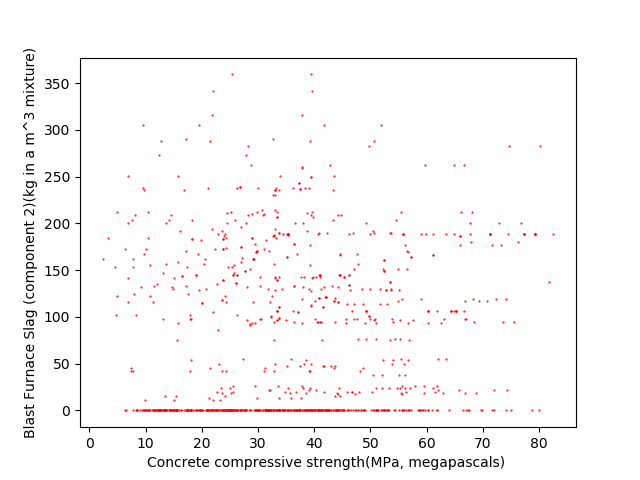 Blast Furnace Slag (component 2)(kg in a m^3 mixture)
350
300
250
200
150
100
50
0
0 10 20 30 40 50 60 70 80
Concrete compressive strength(MPa, megapascals)